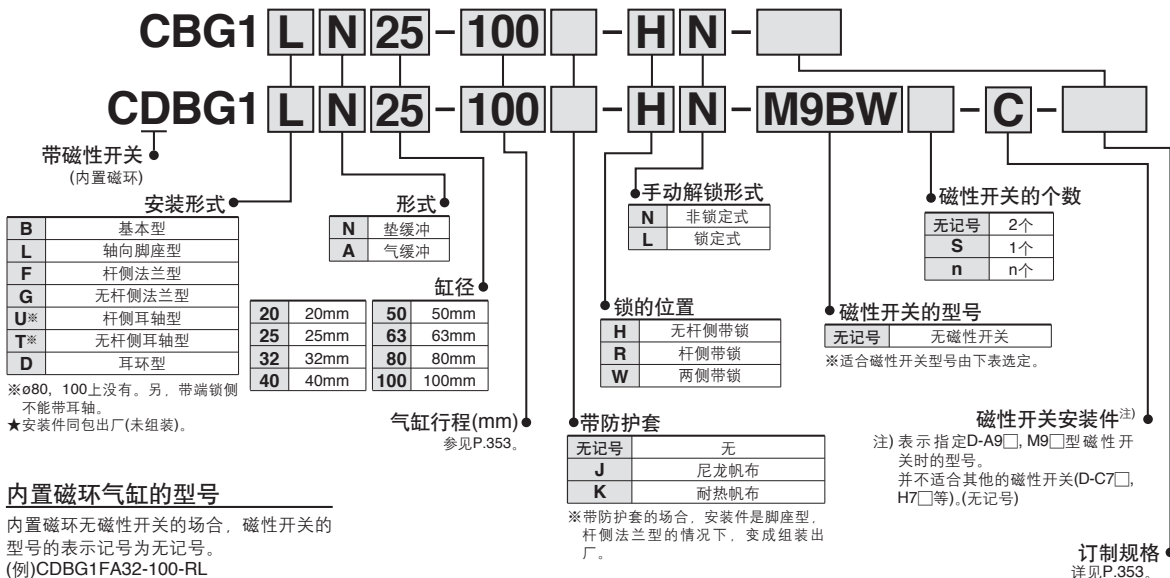 CBG1 L N 25 - 100 - H N -
CDBG1 L N 25 - 100 - H N - M9BW - C -
带磁性开关
(内置磁环)
安装形式
B 基本型
L 轴向脚座型
F 杆侧法兰型
G 无杆侧法兰型
U※ 杆侧耳轴型
T※ 无杆侧耳轴型
D 耳环型
※ø80, 100上没有。另, 带端锁侧
不能带耳轴。
★安装件同包出厂(未组装)。
形式
N 垫缓冲
A 气缓冲
缸径
20 20mm 50 50mm
25 25mm 63 63mm
32 32mm 80 80mm
40 40mm 100 100mm
气缸行程(mm)
参见P.353。
手动解锁形式
N 非锁定式
L 锁定式
锁的位置
H 无杆侧带锁
R 杆侧带锁
W 两侧带锁
带防护套
无记号 无
J 尼龙帆布
K 耐热帆布
※带防护套的场合, 安装件是脚座型,
杆侧法兰型的情况下, 变成组装出
厂。
磁性开关的个数
无记号 2个
S 1个
n n个
磁性开关的型号
无记号 无磁性开关
※适合磁性开关型号由下表选定。
磁性开关安装件注)
注) 表示指定D-A9□, M9□型磁性开
关时的型号。
并不适合其他的磁性开关(D-C7□,
H7□等)。(无记号)
订制规格
详见P.353。
内置磁环气缸的型号
内置磁环无磁性开关的场合, 磁性开关的
型号的表示记号为无记号。
(例)CDBG1FA32-100-RL